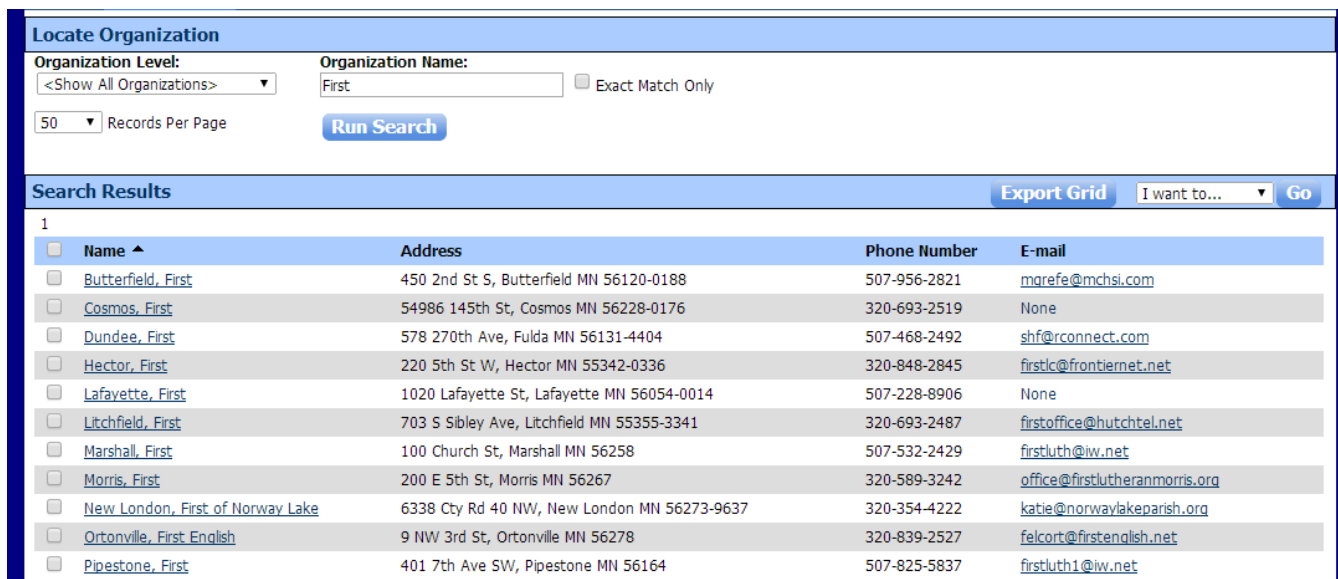 Locate Organization
Organization Level: Organization Name:
<Show All Organizations> First Exact Match Only
50 Records Per Page Run Search
Search Results Export Grid I want to... Go
1
Name Address Phone Number E-mail
Butterfield, First 450 2nd St S, Butterfield MN 56120-0188 507-956-2821 mgrefe@mchsi.com
Cosmos, First 54986 145th St, Cosmos MN 56228-0176 320-693-2519 None
Dundee, First 578 270th Ave, Fulda MN 56131-4404 507-468-2492 shf@rconnect.com
Hector, First 220 5th St W, Hector MN 55342-0336 320-848-2845 firstlc@frontiernet.net
Lafayette, First 1020 Lafayette St, Lafayette MN 56054-0014 507-228-8906 None
Litchfield, First 703 S Sibley Ave, Litchfield MN 55355-3341 320-693-2487 firstoffice@hutchtel.net
Marshall, First 100 Church St, Marshall MN 56258 507-532-2429 firstluth@iw.net
Morris, First 200 E 5th St, Morris MN 56267 320-589-3242 office@firstlutheranmorris.org
New London, First of Norway Lake 6338 Cty Rd 40 NW, New London MN 56273-9637 320-354-4222 katie@norwaylakeparish.org
Ortonville, First English 9 NW 3rd St, Ortonville MN 56278 320-839-2527 felcort@firstenglish.net
Pipestone, First 401 7th Ave SW, Pipestone MN 56164 507-825-5837 firstluth1@iw.net